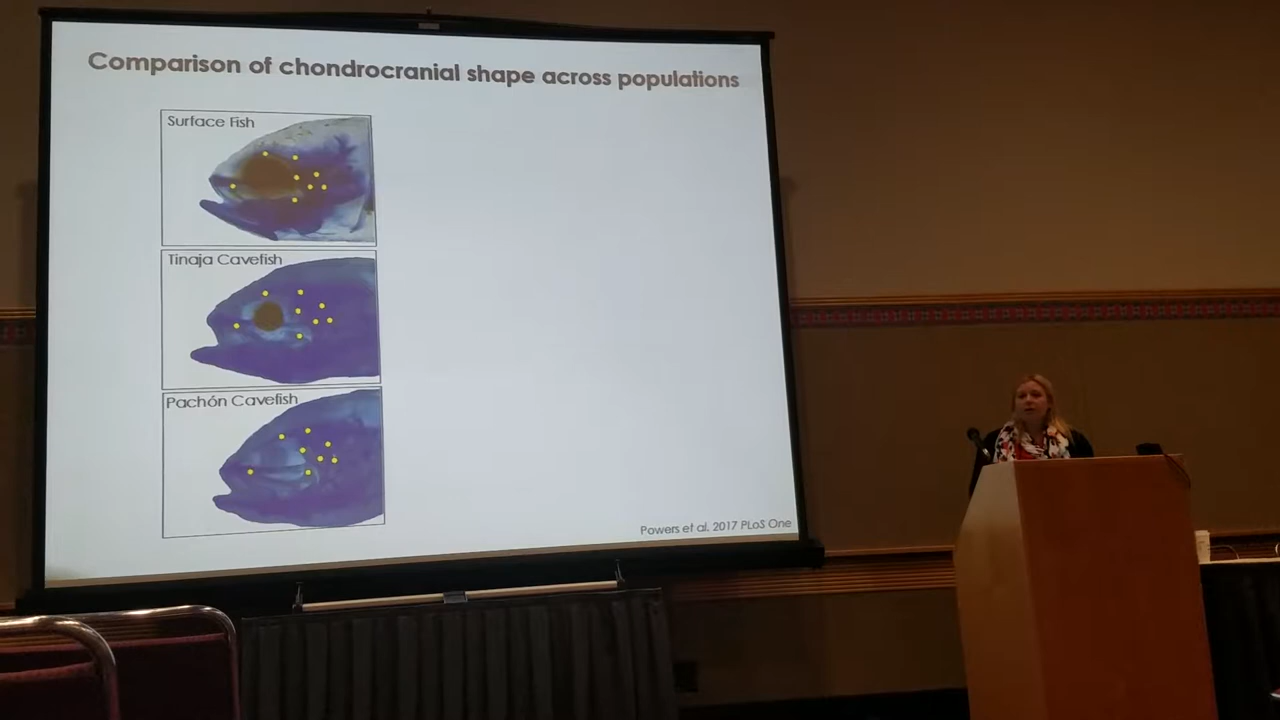 Comparison of chondrocranial shape across populations
Surface Fish
Tinaja Cavefish
Pachón Cavefish
Powers et al. 2017 PLoS One